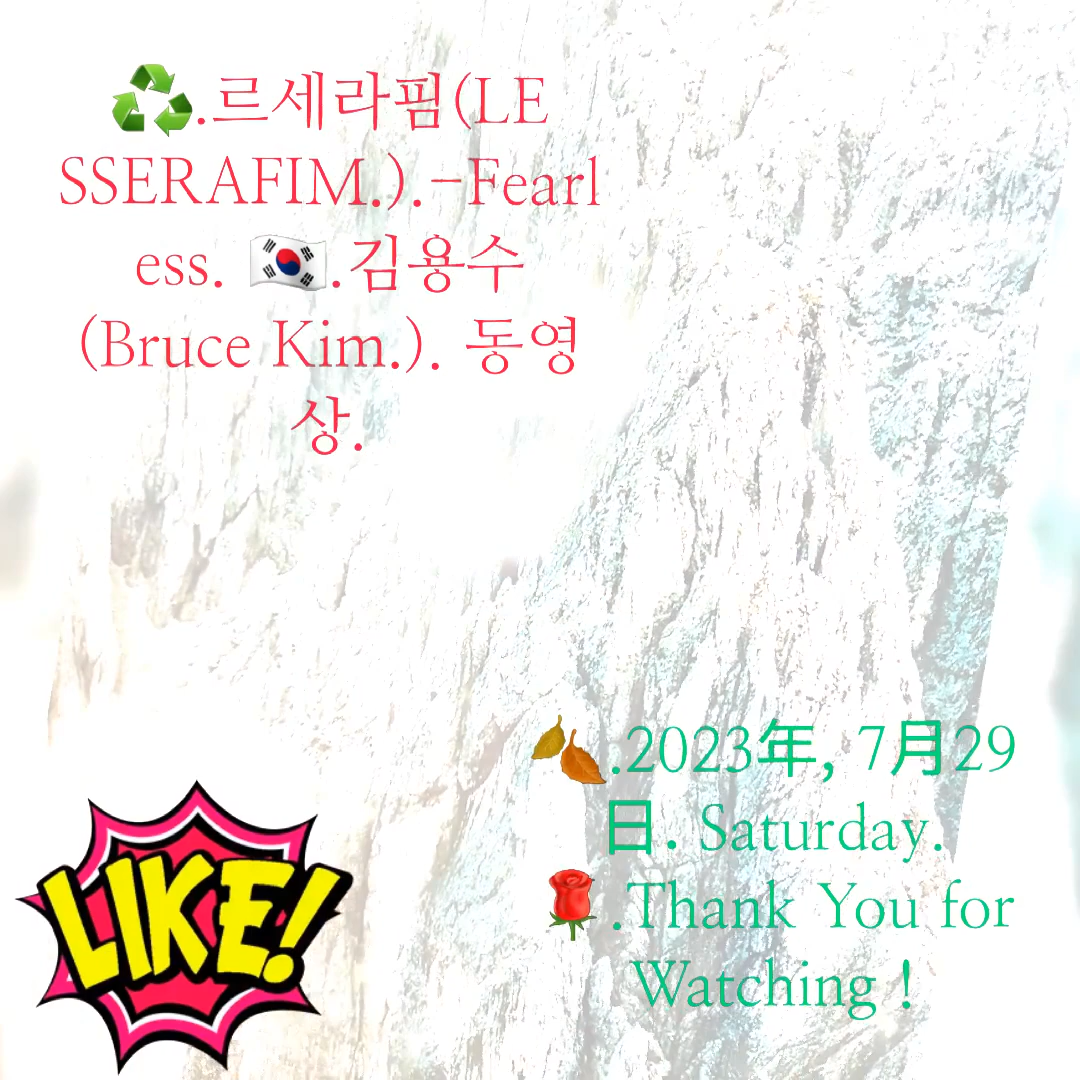 ♻️.르세라핌(LE
SSERAFIM.). -Fearl
ess. 🇰🇷.김용수
(Bruce Kim.). 동영
상.
🍂.2023年, 7月29
日. Saturday.
🌹.Thank You for
Watching !
LIKE!